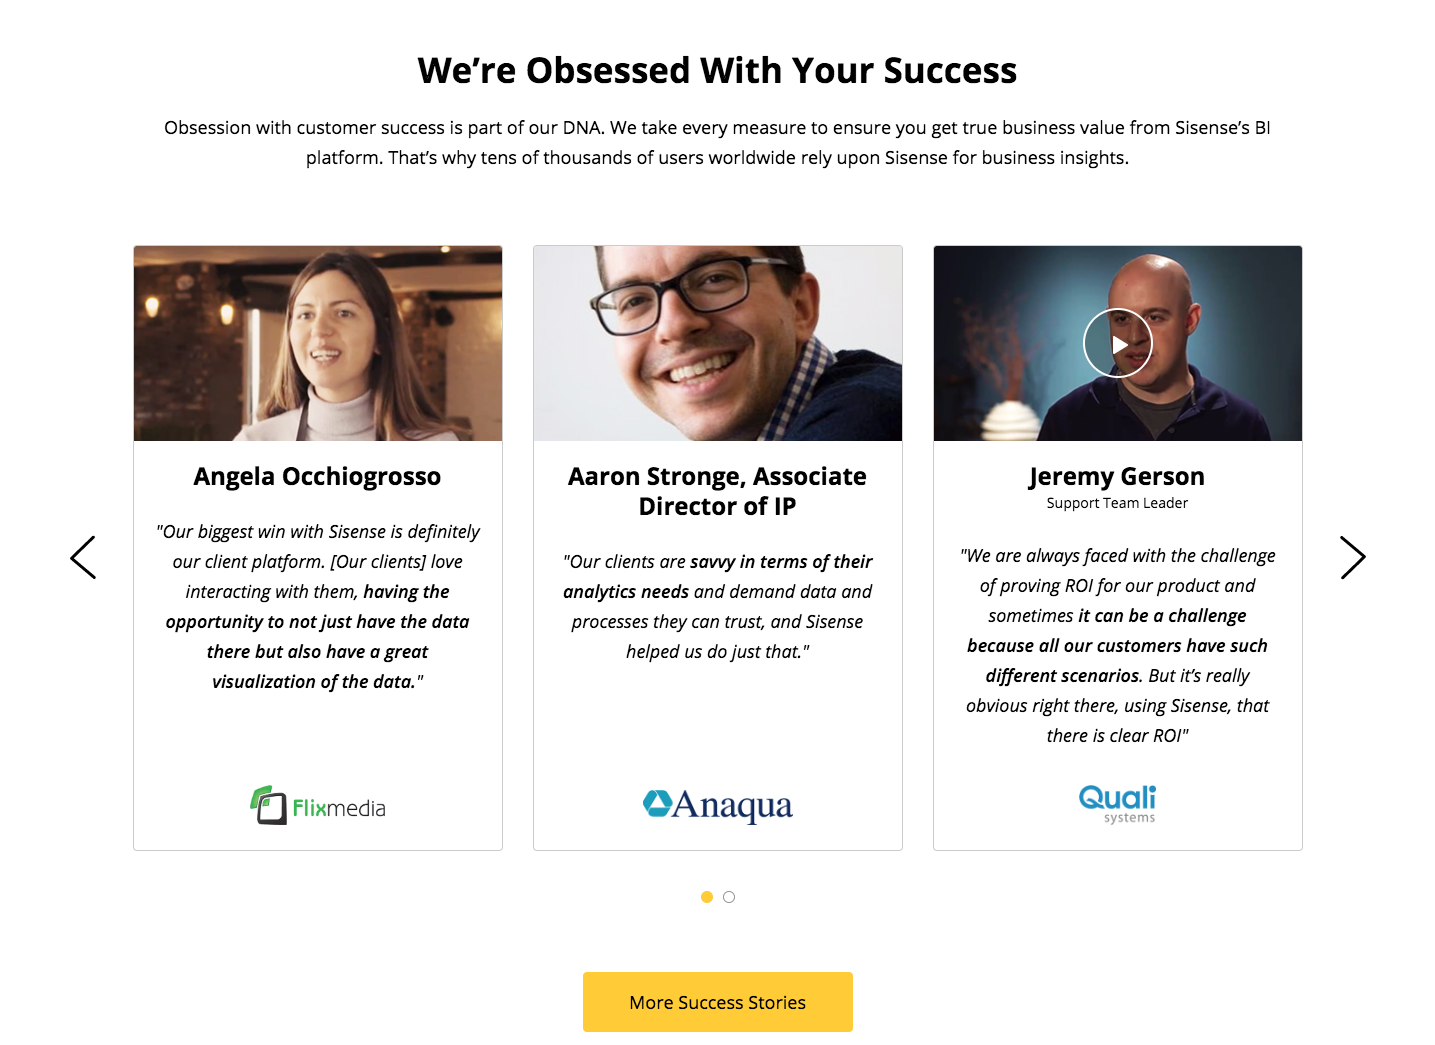 We’re Obsessed With Your Success
Obsession with customer success is part of our DNA. We take every measure to ensure you get true business value from Sisense’s BI
platform. That’s why tens of thousands of users worldwide rely upon Sisense for business insights.
Angela Occhiogrosso
"Our biggest win with Sisense is definitely
our client platform. [Our clients] love
interacting with them, having the
opportunity to not just have the data
there but also have a great
visualization of the data."
Flixmedia
Aaron Stronge, Associate
Director of IP
"Our clients are savvy in terms of their
analytics needs and demand data and
processes they can trust, and Sisense
helped us do just that."
Anaqua
Jeremy Gerson
Support Team Leader
"We are always faced with the challenge
of proving ROI for our product and
sometimes it can be a challenge
because all our customers have such
different scenarios. But it’s really
obvious right there, using Sisense, that
there is clear ROI"
Quali
systems
More Success Stories